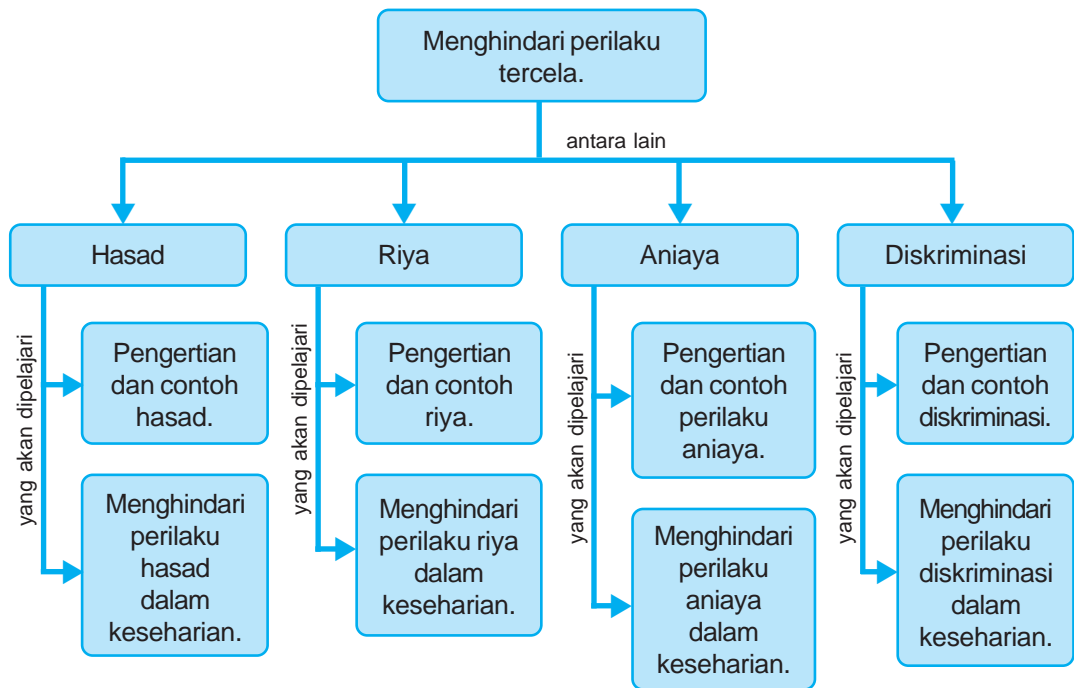 Menghindari perilaku
tercela.
antara lain
Hasad
yang akan dipelajari
Pengertian
dan contoh
hasad.
Menghindari
perilaku
hasad
dalam
keseharian.
Riya
yang akan dipelajari
Pengertian
dan contoh
riya.
Menghindari
perilaku riya
dalam
keseharian.
Aniaya
yang akan dipelajari
Pengertian
dan contoh
perilaku
aniaya.
Menghindari
perilaku
aniaya
dalam
keseharian.
Diskriminasi
yang akan dipelajari
Pengertian
dan contoh
diskriminasi.
Menghindari
perilaku
diskriminasi
dalam
keseharian.